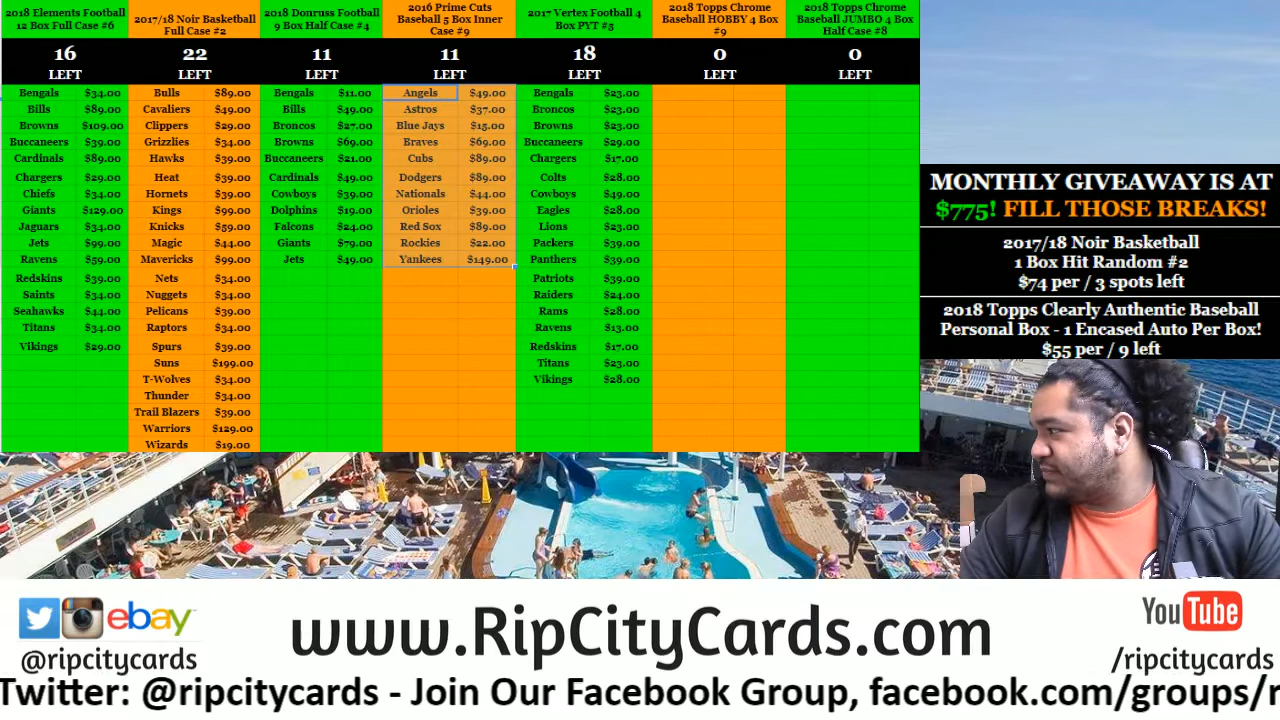 2018 Elements Football
12 Box Full Case #6
2017/18 Noir Basketball
Full Case #2
2018 Donruss Football
9 Box Half Case #4
2016 Prime Cuts
Baseball 5 Box Inner
Case #9
2017 Vertex Football 4
Box PYT #5
2018 Topps Chrome
Baseball HOBBY 4 Box
#9
2018 Topps Chrome
Baseball JUMBO 4 Box
Half Case #8
16 22 11 11 18 0 0
LEFT LEFT LEFT LEFT LEFT LEFT LEFT
Bengals $34.00 Bulls $89.00 Bengals $11.00 Angels $49.00 Bengals $23.00
Bills $89.00 Cavaliers $49.00 Bills $49.00 Astros $37.00 Broncos $23.00
Browns $109.00 Clippers $29.00 Broncos $27.00 Blue Jays $15.00 Browns $23.00
Buccaneers $39.00 Grizzlies $34.00 Browns $69.00 Braves $69.00 Buccaneers $29.00
Cardinals $89.00 Hawks $39.00 Buccaneers $21.00 Cubs $89.00 Chargers $17.00
Chargers $29.00 Heat $39.00 Cardinals $49.00 Dodgers $89.00 Colts $28.00
Chiefs $34.00 Hornets $39.00 Cowboys $39.00 Nationals $44.00 Cowboys $49.00
Giants $129.00 Kings $99.00 Dolphins $19.00 Orioles $39.00 Eagles $28.00
Jaguars $34.00 Knicks $59.00 Falcons $24.00 Red Sox $89.00 Lions $23.00
Jets $99.00 Magic $44.00 Giants $79.00 Rockies $22.00 Packers $39.00
Ravens $59.00 Mavericks $99.00 Jets $49.00 Yankees $149.00 Panthers $39.00
Redskins $39.00 Nets $34.00 Patriots $39.00
Saints $34.00 Nuggets $34.00 Raiders $24.00
Seahawks $44.00 Pelicans $39.00 Rams $28.00
Titans $34.00 Raptors $34.00 Ravens $13.00
Vikings $29.00 Spurs $39.00 Redskins $17.00
Suns $199.00 Titans $23.00
T-Wolves $34.00 Vikings $28.00
Thunder $34.00
Trail Blazers $39.00
Warriors $129.00
Wizards $19.00
MONTHLY GIVEAWAY IS AT
$775! FILL THOSE BREAKS!
2017/18 Noir Basketball
1 Box Hit Random #2
$74 per / 3 spots left
2018 Topps Clearly Authentic Baseball
Personal Box - 1 Encased Auto Per Box!
$55 per / 9 left
ebay
@ripcitycards
www.RipCityCards.com
YouTube
/ripcitycards
Twitter: @ripcitycards - Join Our Facebook Group, facebook.com/groups/r